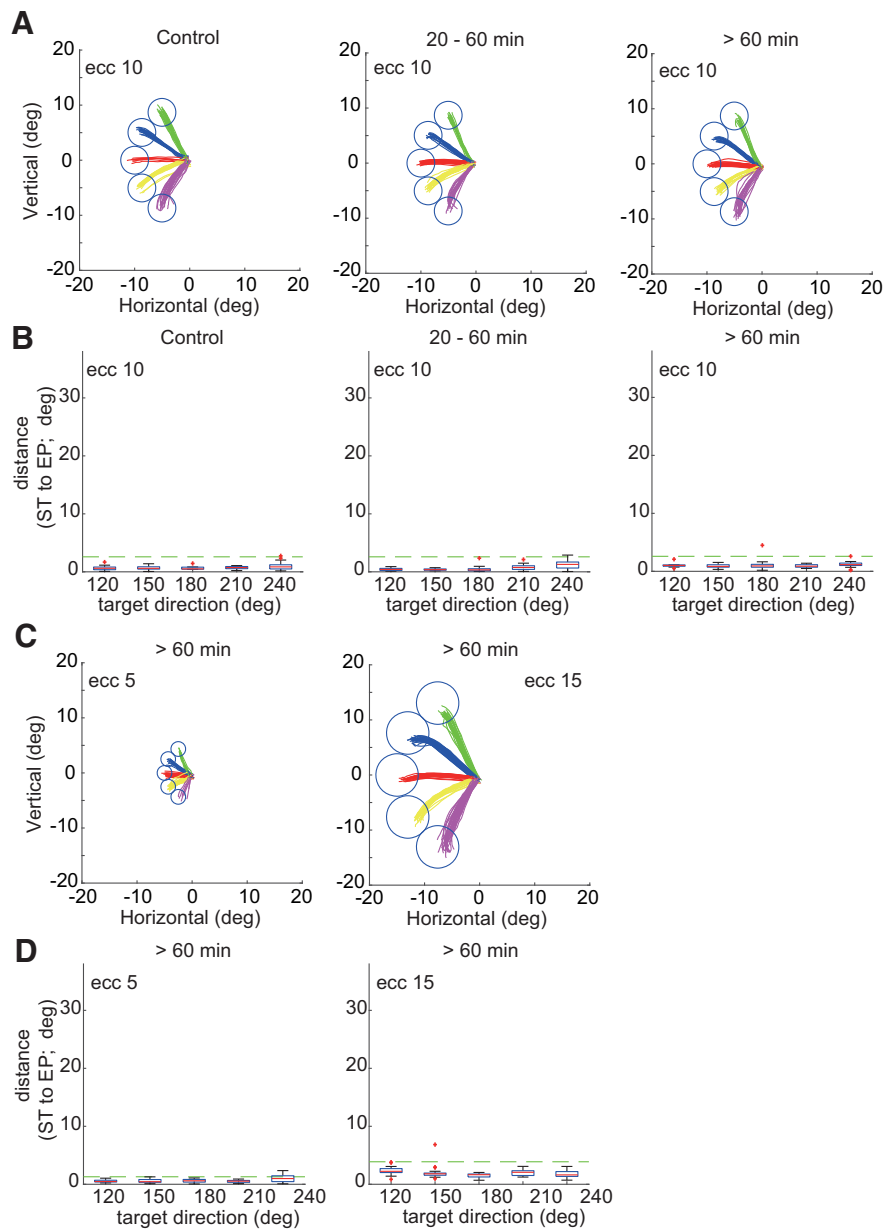 A
Control
20 - 60 min
> 60 min
ecc 10
ecc 10
ecc 10
20
10
0
-10
-20
20
10
0
-10
-20
20
10
0
-10
-20
Vertical (deg)
-20 -10 0 10 20
-20 -10 0 10 20
-20 -10 0 10 20
Horizontal (deg)
Horizontal (deg)
Horizontal (deg)
B
Control
20 - 60 min
> 60 min
ecc 10
ecc 10
ecc 10
30
20
10
0
30
20
10
0
30
20
10
0
distance
(ST to EP; deg)
120 150 180 210 240
120 150 180 210 240
120 150 180 210 240
target direction (deg)
target direction (deg)
target direction (deg)
C
> 60 min
> 60 min
ecc 5
ecc 15
20
10
0
-10
-20
20
10
0
-10
-20
Vertical (deg)
-20 -10 0 10 20
-20 -10 0 10 20
Horizontal (deg)
Horizontal (deg)
D
> 60 min
> 60 min
ecc 5
ecc 15
30
20
10
0
30
20
10
0
distance
(ST to EP; deg)
120 150 180 210 240
120 150 180 210 240
target direction (deg)
target direction (deg)